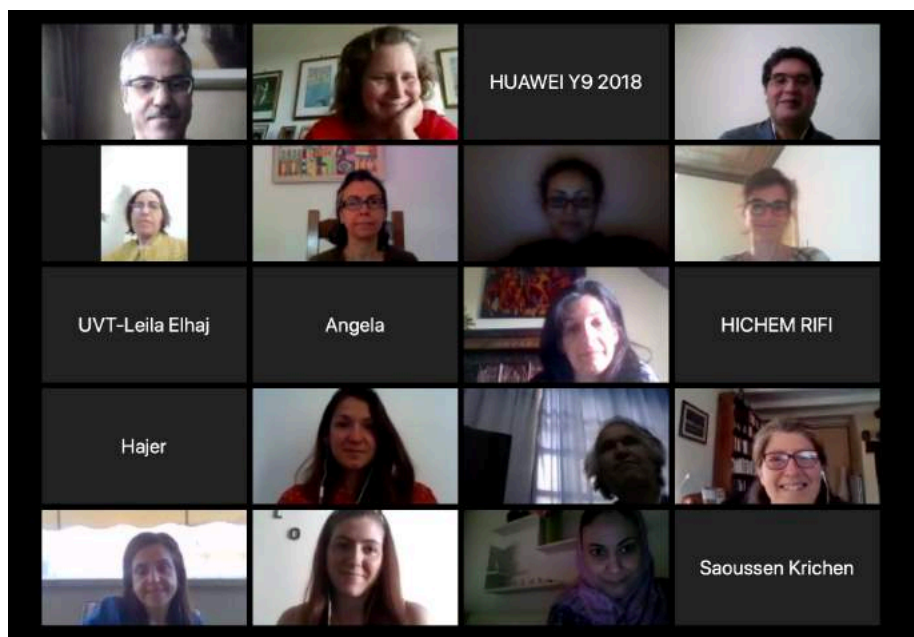 HUAWEI Y9 2018
UVT-Leila Elhaj
Angela
HICHEM RIFI
Hajer
Saoussen Krichen